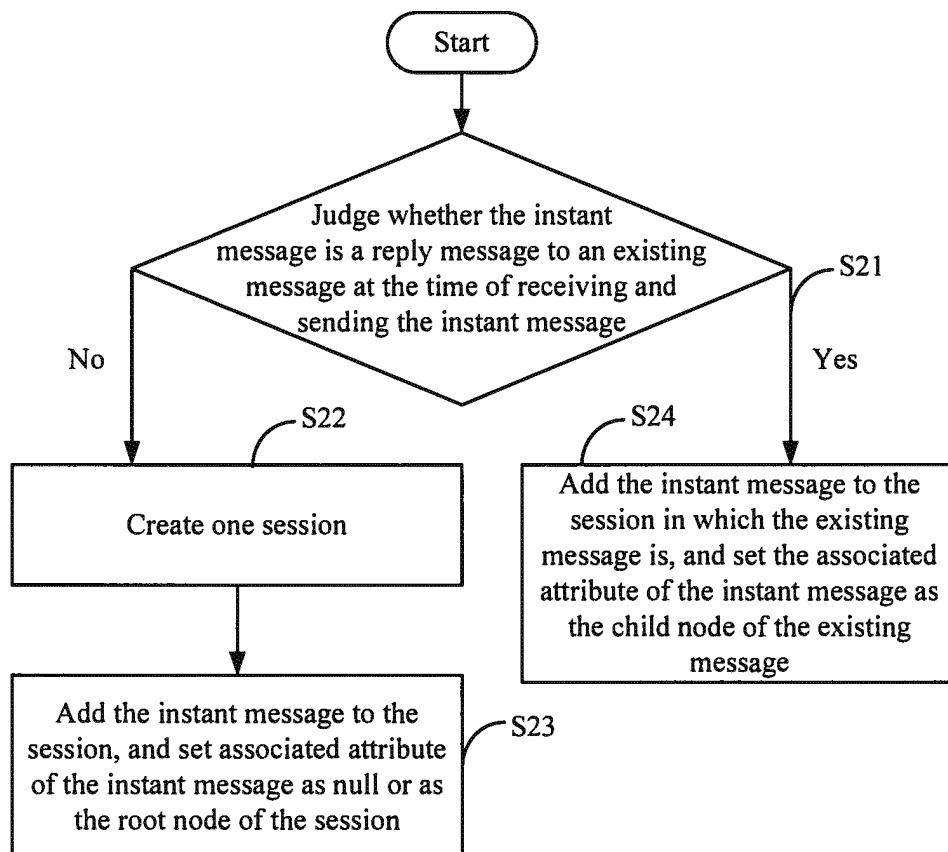 Start
Judge whether the instant
message is a reply message to an existing
message at the time of receiving and
sending the instant message
S21
No
Yes
S22
S24
Create one session
Add the instant message to the
session in which the existing
message is, and set the associated
attribute of the instant message as
the child node of the existing
message
Add the instant message to the
session, and set associated attribute
of the instant message as null or as
the root node of the session
S23